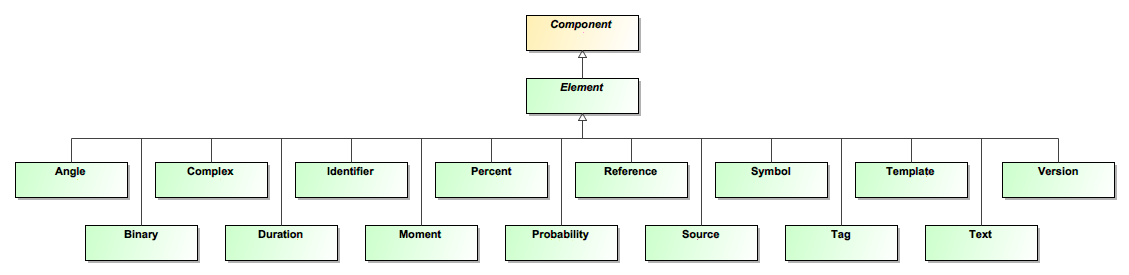 Component
Element
Angle
Complex
Identifier
Percent
Reference
Symbol
Template
Version
Binary
Duration
Moment
Probability
Source
Tag
Text